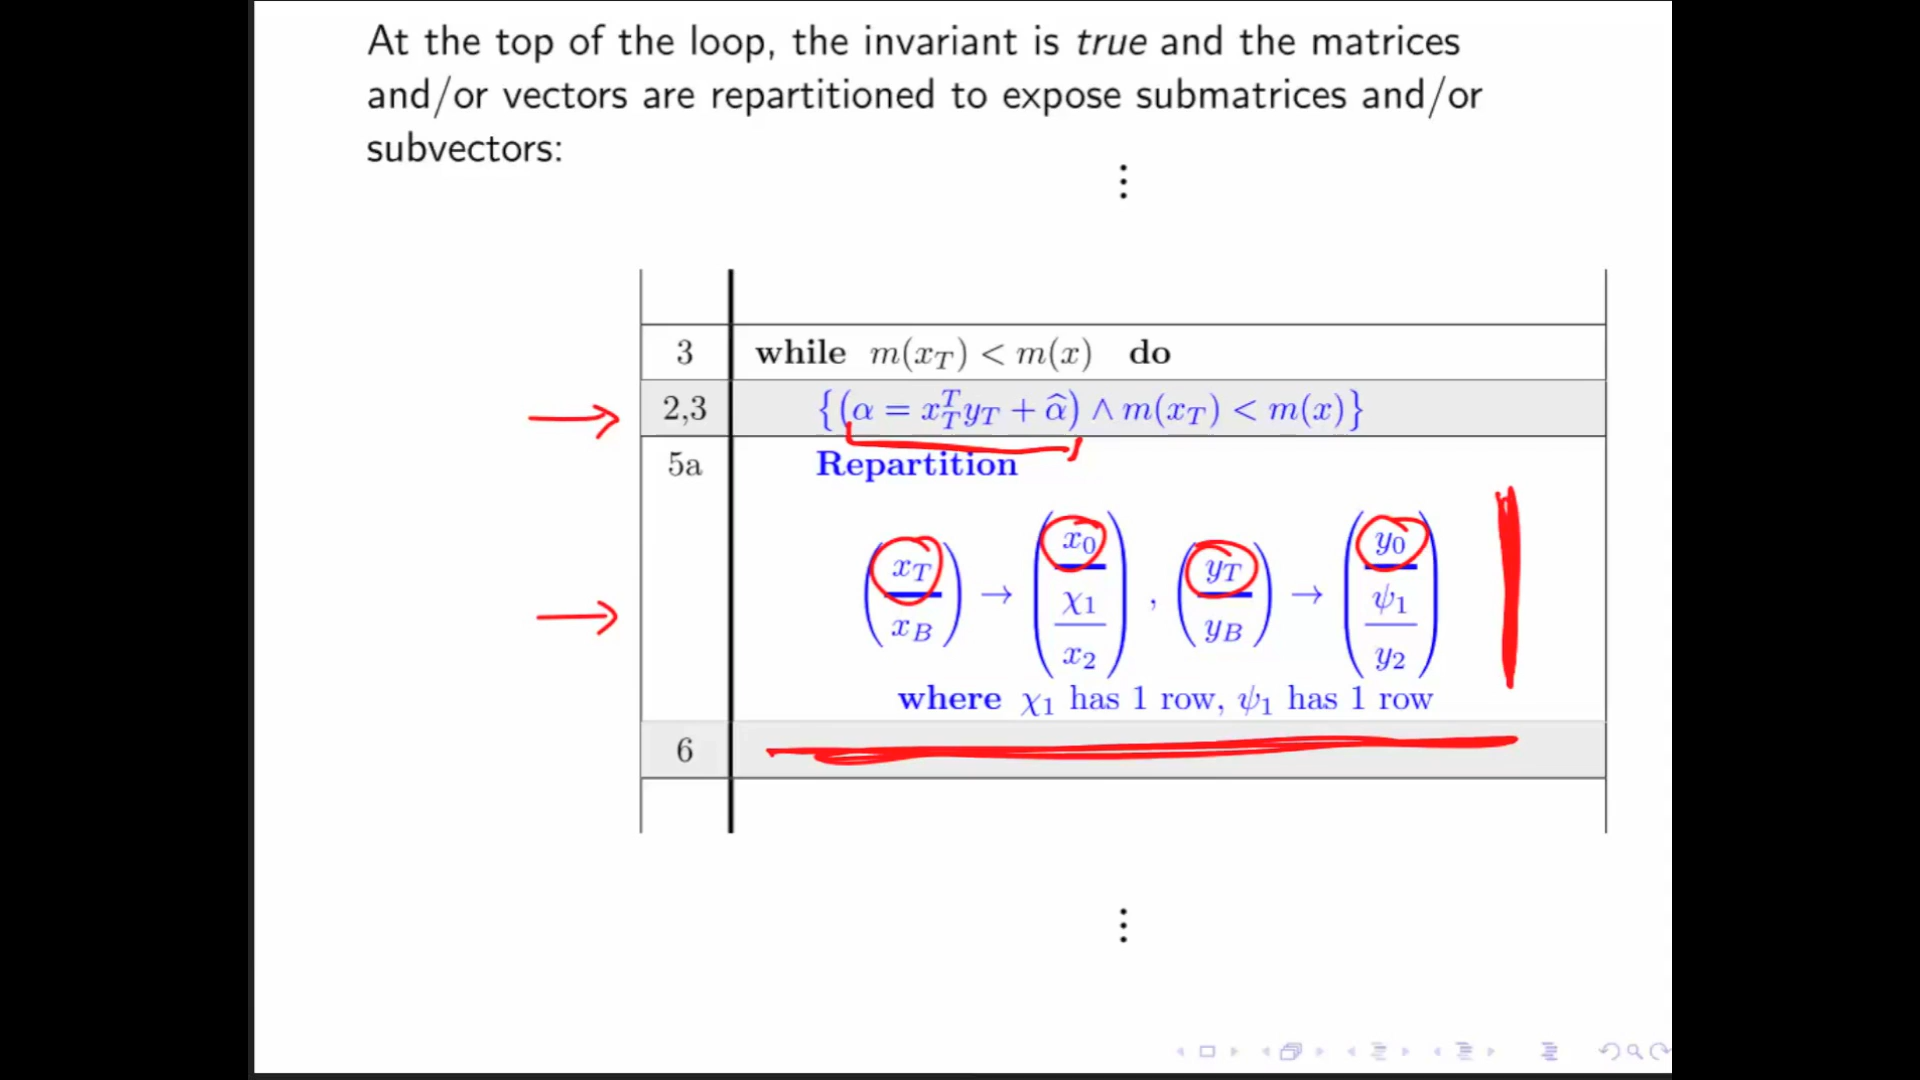 At the top of the loop, the invariant is true and the matrices
and/or vectors are repartitioned to expose submatrices and/or
subvectors:
⋮
3 while m(x_T) < m(x) do
2,3 {(α = x_T^T y_T + α̂) ∧ m(x_T) < m(x)}
5a Repartition
(x_T / x_B) → (x_0 / χ_1 / x_2) , (y_T / y_B) → (y_0 / ψ_1 / y_2)
where χ_1 has 1 row, ψ_1 has 1 row
6
⋮